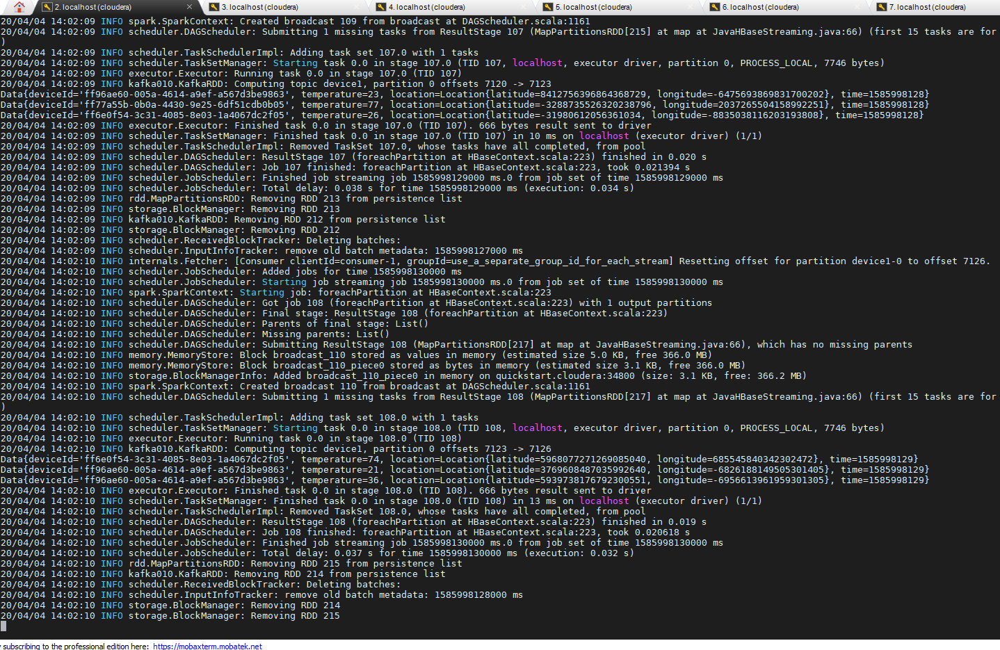 2. localhost (cloudera)
3. localhost (cloudera)
4. localhost (cloudera)
5. localhost (cloudera)
6. localhost (cloudera)
7. localhost (cloudera)
20/04/04 14:02:09 INFO spark.SparkContext: Created broadcast 109 from broadcast at DAGScheduler.scala:1161
20/04/04 14:02:09 INFO scheduler.DAGScheduler: Submitting 1 missing tasks from ResultStage 107 (MapPartitionsRDD[215] at map at JavaHBaseStreaming.java:66) (first 15 tasks are for
)
20/04/04 14:02:09 INFO scheduler.TaskSchedulerImpl: Adding task set 107.0 with 1 tasks
20/04/04 14:02:09 INFO scheduler.TaskSetManager: Starting task 0.0 in stage 107.0 (TID 107, localhost, executor driver, partition 0, PROCESS_LOCAL, 7746 bytes)
20/04/04 14:02:09 INFO executor.Executor: Running task 0.0 in stage 107.0 (TID 107)
20/04/04 14:02:09 INFO kafka010.KafkaRDD: Computing topic device1, partition 0 offsets 7120 -> 7123
Data{deviceId='ff96ae60-005a-4614-a9ef-a567d3be9863', temperature=23, location=Location{latitude=8412756396864368729, longitude=-6475693869831700202}, time=1585998128}
Data{deviceId='ff77a55b-0b0a-4430-9e25-6df51cdb0b05', temperature=77, location=Location{latitude=-3288735526320238796, longitude=2037265504158992251}, time=1585998128}
Data{deviceId='ff6e0f54-3c31-4085-8e03-1a4067dc2f05', temperature=26, location=Location{latitude=-31980612056361034, longitude=-8835038116203193808}, time=1585998128}
20/04/04 14:02:09 INFO executor.Executor: Finished task 0.0 in stage 107.0 (TID 107). 666 bytes result sent to driver
20/04/04 14:02:09 INFO scheduler.TaskSetManager: Finished task 0.0 in stage 107.0 (TID 107) in 10 ms on localhost (executor driver) (1/1)
20/04/04 14:02:09 INFO scheduler.TaskSchedulerImpl: Removed TaskSet 107.0, whose tasks have all completed, from pool
20/04/04 14:02:09 INFO scheduler.DAGScheduler: ResultStage 107 (foreachPartition at HBaseContext.scala:223) finished in 0.020 s
20/04/04 14:02:09 INFO scheduler.DAGScheduler: Job 107 finished: foreachPartition at HBaseContext.scala:223, took 0.021394 s
20/04/04 14:02:09 INFO scheduler.JobScheduler: Finished job streaming job 1585998129000 ms.0 from job set of time 1585998129000 ms
20/04/04 14:02:09 INFO scheduler.JobScheduler: Total delay: 0.038 s for time 1585998129000 ms (execution: 0.034 s)
20/04/04 14:02:09 INFO rdd.MapPartitionsRDD: Removing RDD 213 from persistence list
20/04/04 14:02:09 INFO storage.BlockManager: Removing RDD 213
20/04/04 14:02:09 INFO kafka010.KafkaRDD: Removing RDD 212 from persistence list
20/04/04 14:02:09 INFO storage.BlockManager: Removing RDD 212
20/04/04 14:02:09 INFO scheduler.ReceivedBlockTracker: Deleting batches:
20/04/04 14:02:09 INFO scheduler.InputInfoTracker: remove old batch metadata: 1585998127000 ms
20/04/04 14:02:10 INFO internals.Fetcher: [Consumer clientId=consumer-1, groupId=use_a_separate_group_id_for_each_stream] Resetting offset for partition device1-0 to offset 7126.
20/04/04 14:02:10 INFO scheduler.JobScheduler: Added jobs for time 1585998130000 ms
20/04/04 14:02:10 INFO scheduler.JobScheduler: Starting job streaming job 1585998130000 ms.0 from job set of time 1585998130000 ms
20/04/04 14:02:10 INFO spark.SparkContext: Starting job: foreachPartition at HBaseContext.scala:223
20/04/04 14:02:10 INFO scheduler.DAGScheduler: Got job 108 (foreachPartition at HBaseContext.scala:223) with 1 output partitions
20/04/04 14:02:10 INFO scheduler.DAGScheduler: Final stage: ResultStage 108 (foreachPartition at HBaseContext.scala:223)
20/04/04 14:02:10 INFO scheduler.DAGScheduler: Parents of final stage: List()
20/04/04 14:02:10 INFO scheduler.DAGScheduler: Missing parents: List()
20/04/04 14:02:10 INFO scheduler.DAGScheduler: Submitting ResultStage 108 (MapPartitionsRDD[217] at map at JavaHBaseStreaming.java:66), which has no missing parents
20/04/04 14:02:10 INFO memory.MemoryStore: Block broadcast_110 stored as values in memory (estimated size 5.0 KB, free 366.0 MB)
20/04/04 14:02:10 INFO memory.MemoryStore: Block broadcast_110_piece0 stored as bytes in memory (estimated size 3.1 KB, free 366.0 MB)
20/04/04 14:02:10 INFO storage.BlockManagerInfo: Added broadcast_110_piece0 in memory on quickstart.cloudera:34800 (size: 3.1 KB, free: 366.2 MB)
20/04/04 14:02:10 INFO spark.SparkContext: Created broadcast 110 from broadcast at DAGScheduler.scala:1161
20/04/04 14:02:10 INFO scheduler.DAGScheduler: Submitting 1 missing tasks from ResultStage 108 (MapPartitionsRDD[217] at map at JavaHBaseStreaming.java:66) (first 15 tasks are for
)
20/04/04 14:02:10 INFO scheduler.TaskSchedulerImpl: Adding task set 108.0 with 1 tasks
20/04/04 14:02:10 INFO scheduler.TaskSetManager: Starting task 0.0 in stage 108.0 (TID 108, localhost, executor driver, partition 0, PROCESS_LOCAL, 7746 bytes)
20/04/04 14:02:10 INFO executor.Executor: Running task 0.0 in stage 108.0 (TID 108)
20/04/04 14:02:10 INFO kafka010.KafkaRDD: Computing topic device1, partition 0 offsets 7123 -> 7126
Data{deviceId='ff6e0f54-3c31-4085-8e03-1a4067dc2f05', temperature=74, location=Location{latitude=5968077271269085040, longitude=685545840342302472}, time=1585998129}
Data{deviceId='ff96ae60-005a-4614-a9ef-a567d3be9863', temperature=21, location=Location{latitude=3769608487035992640, longitude=-6826188149505301405}, time=1585998129}
Data{deviceId='ff96ae60-005a-4614-a9ef-a567d3be9863', temperature=36, location=Location{latitude=5939738176792300551, longitude=-6956613961959301305}, time=1585998129}
20/04/04 14:02:10 INFO executor.Executor: Finished task 0.0 in stage 108.0 (TID 108). 666 bytes result sent to driver
20/04/04 14:02:10 INFO scheduler.TaskSetManager: Finished task 0.0 in stage 108.0 (TID 108) in 13 ms on localhost (executor driver) (1/1)
20/04/04 14:02:10 INFO scheduler.TaskSchedulerImpl: Removed TaskSet 108.0, whose tasks have all completed, from pool
20/04/04 14:02:10 INFO scheduler.DAGScheduler: ResultStage 108 (foreachPartition at HBaseContext.scala:223) finished in 0.019 s
20/04/04 14:02:10 INFO scheduler.DAGScheduler: Job 108 finished: foreachPartition at HBaseContext.scala:223, took 0.020618 s
20/04/04 14:02:10 INFO scheduler.JobScheduler: Finished job streaming job 1585998130000 ms.0 from job set of time 1585998130000 ms
20/04/04 14:02:10 INFO scheduler.JobScheduler: Total delay: 0.037 s for time 1585998130000 ms (execution: 0.032 s)
20/04/04 14:02:10 INFO rdd.MapPartitionsRDD: Removing RDD 215 from persistence list
20/04/04 14:02:10 INFO kafka010.KafkaRDD: Removing RDD 214 from persistence list
20/04/04 14:02:10 INFO scheduler.ReceivedBlockTracker: Deleting batches:
20/04/04 14:02:10 INFO scheduler.InputInfoTracker: remove old batch metadata: 1585998128000 ms
20/04/04 14:02:10 INFO storage.BlockManager: Removing RDD 214
20/04/04 14:02:10 INFO storage.BlockManager: Removing RDD 215
subscribing to the professional edition here: https://mobaxterm.mobatek.net